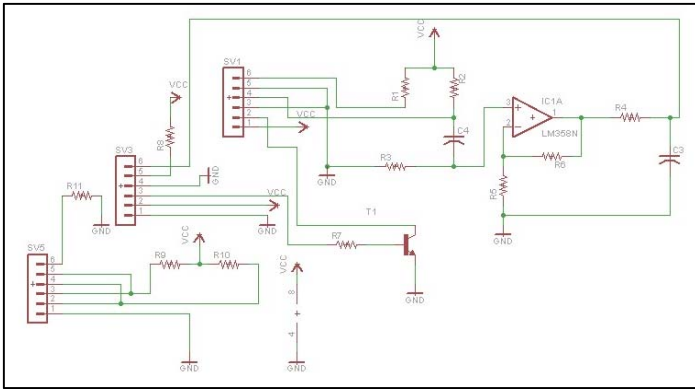 VCC
SV1
6
5
4
3
2
1
R1
R2
VCC
C4
R3
GND
3
2
IC1A
1
LM358N
R4
R6
R5
GND
C3
VCC
R8
SV3
6
5
4
3
2
1
GND
VCC
GND
R11
GND
T1
R7
GND
SV5
6
5
4
3
2
1
VCC
R9
R10
GND
VCC
8
4
GND